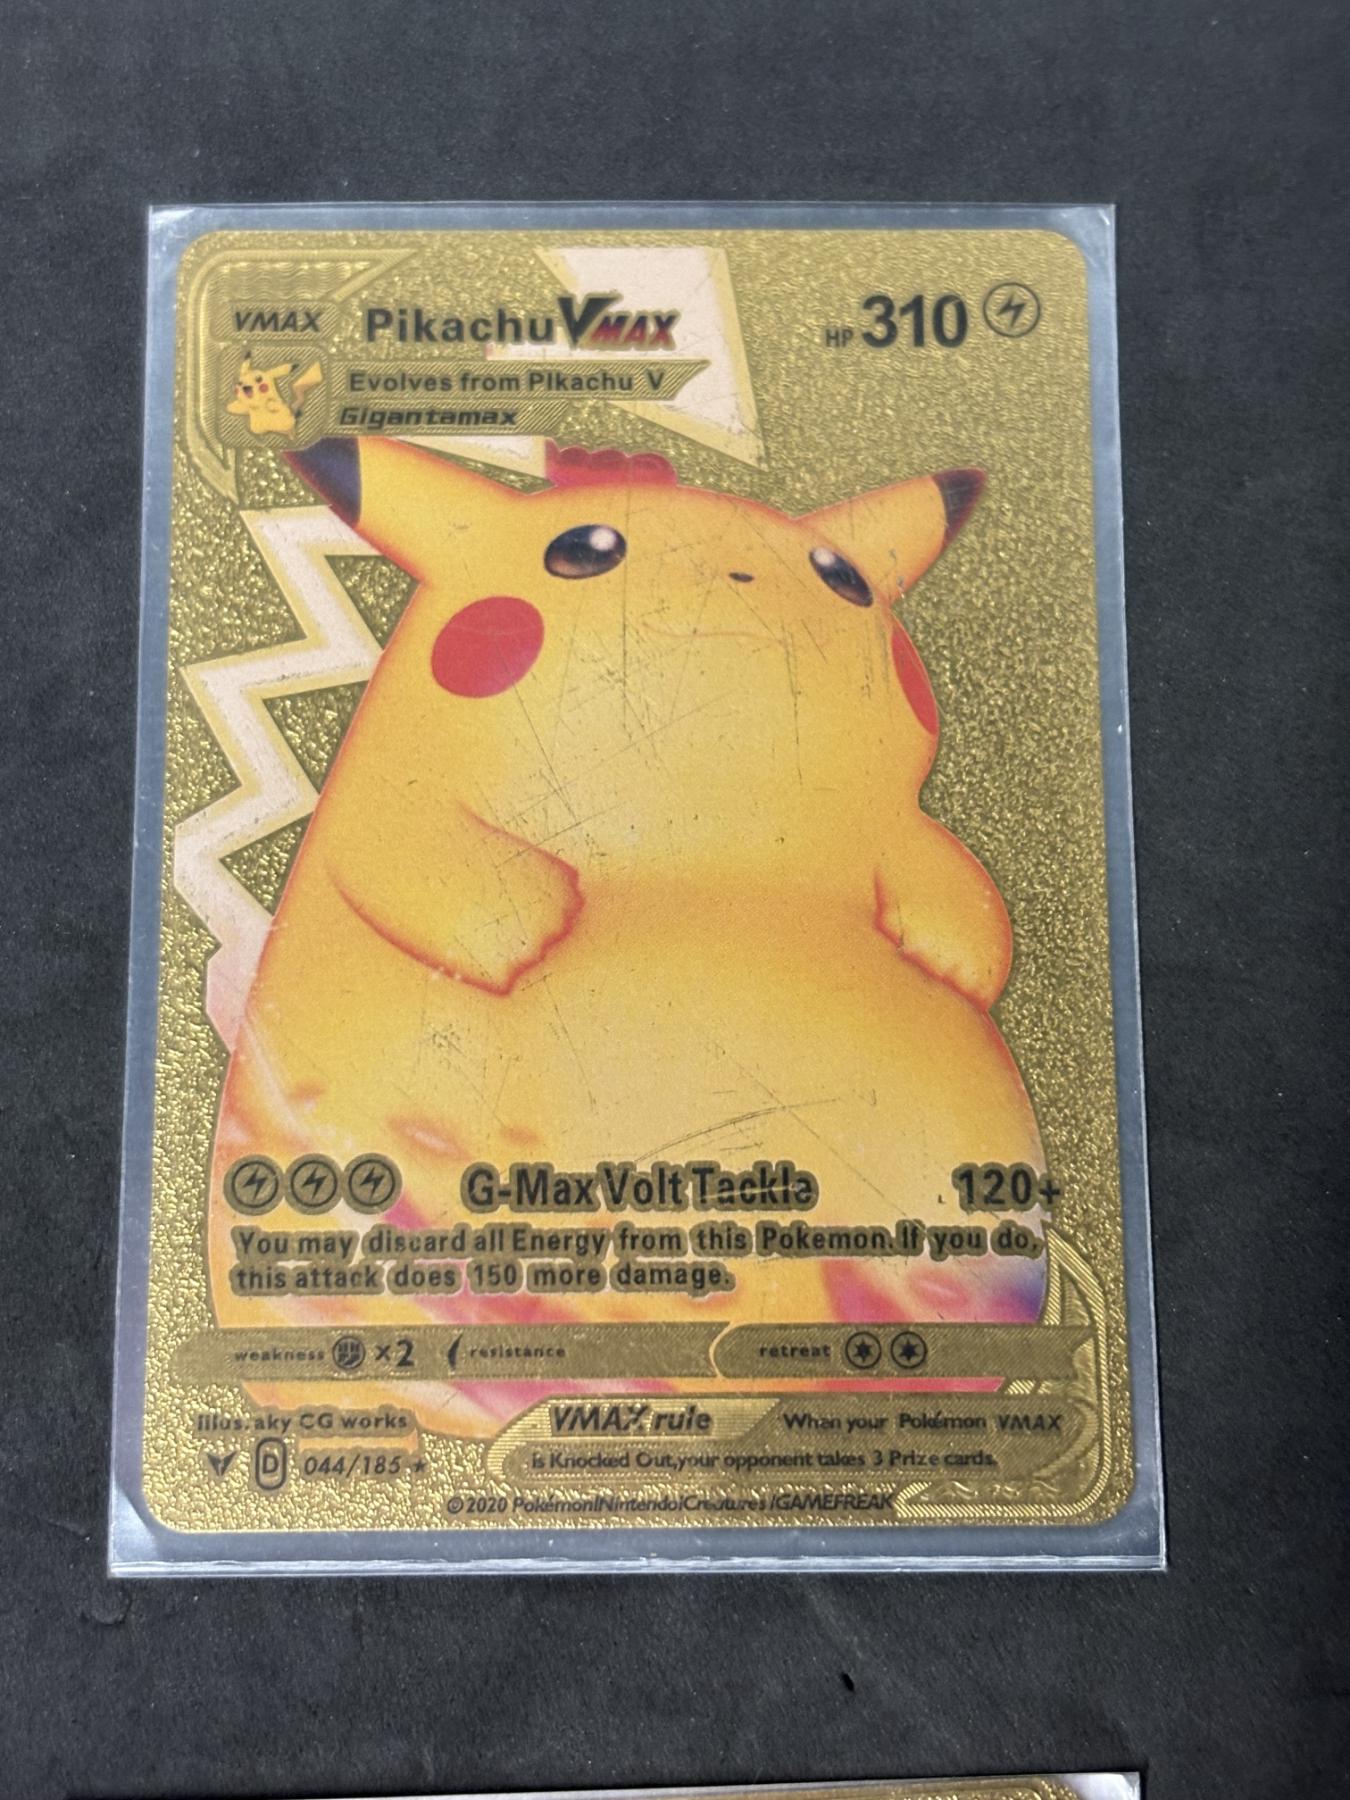 VMAX Pikachu VMAX HP 310
Evolves from PIkachu V
Gigantamax
G-Max Volt Tackle 120+
You may discard all Energy from this Pokemon. If you do,
this attack does 150 more damage.
weakness x2 resistance retreat
Illus. aky CG works
VMAX rule When your Pokémon VMAX
is Knocked Out, your opponent takes 3 Prize cards.
D 044/185
©2020 Pokémon/Nintendo/Creatures /GAMEFREAK